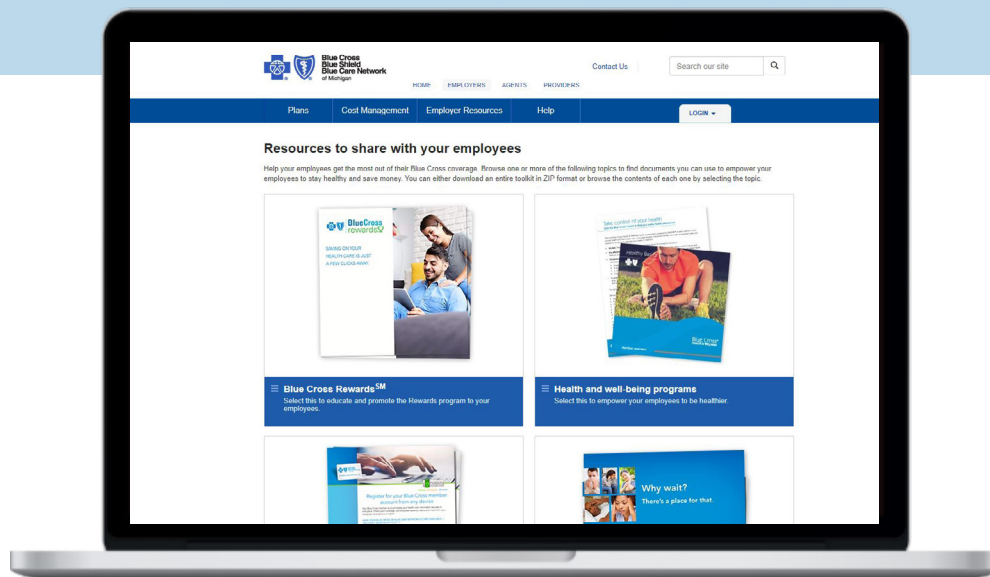 Blue Cross
Blue Shield
Blue Care Network
of Michigan
Contact Us
Search our site
HOME EMPLOYERS AGENTS PROVIDERS
Plans Cost Management Employer Resources Help
LOGIN
Resources to share with your employees
Help your employees get the most out of their Blue Cross coverage. Browse one or more of the following topics to find documents you can use to empower your
employees to stay healthy and save money. You can either download an entire toolkit in ZIP format or browse the contents of each one by selecting the topic.
BlueCross
rewards
SAVING ON YOUR
HEALTH CARE IS JUST
A FEW CLICKS AWAY.
Take control of your health
Healthy
Blue Cross
Blue Cross Rewards SM
Select this to educate and promote the Rewards program to your
employees.
Health and well-being programs
Select this to empower your employees to be healthier.
Register for your Blue Cross member
account from any device
Why wait?
There's a place for that.